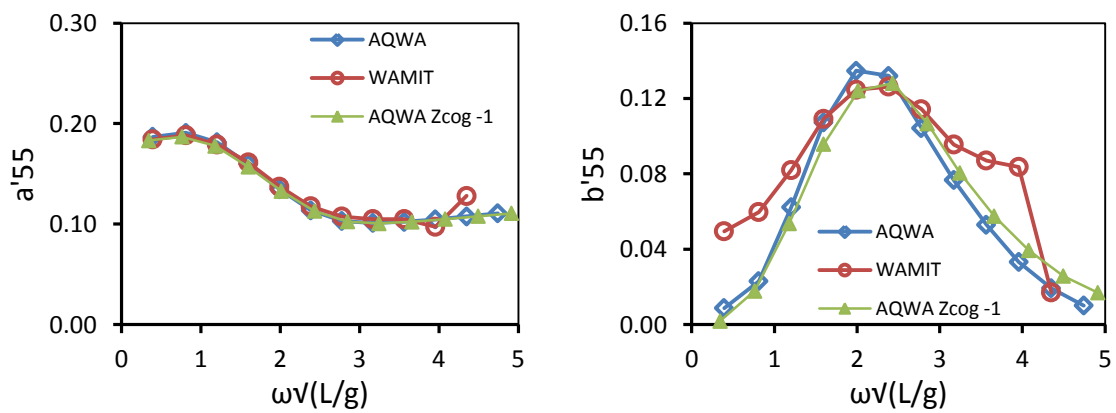 a'55
0.30
0.20
0.10
0.00
0 1 2 3 4 5
ω√(L/g)
AQWA
WAMIT
AQWA Zcog -1
b'55
0.16
0.12
0.08
0.04
0.00
0 1 2 3 4 5
ω√(L/g)
AQWA
WAMIT
AQWA Zcog -1